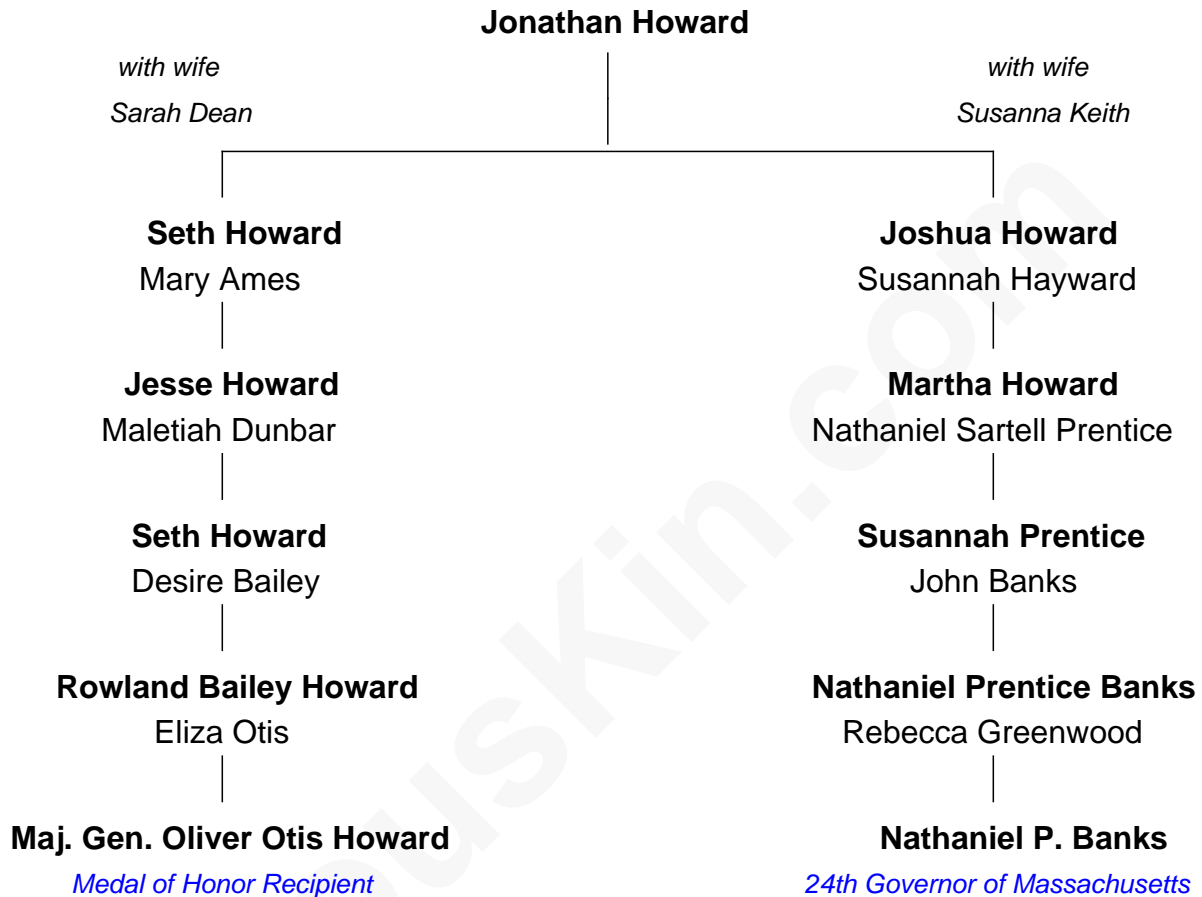 Jonathan Howard
with wife
Sarah Dean
with wife
Susanna Keith
Seth Howard
Mary Ames
Joshua Howard
Susannah Hayward
Jesse Howard
Maletiah Dunbar
Martha Howard
Nathaniel Sartell Prentice
Seth Howard
Desire Bailey
Susannah Prentice
John Banks
Rowland Bailey Howard
Eliza Otis
Nathaniel Prentice Banks
Rebecca Greenwood
Maj. Gen. Oliver Otis Howard
Medal of Honor Recipient
Nathaniel P. Banks
24th Governor of Massachusetts
usKin.com